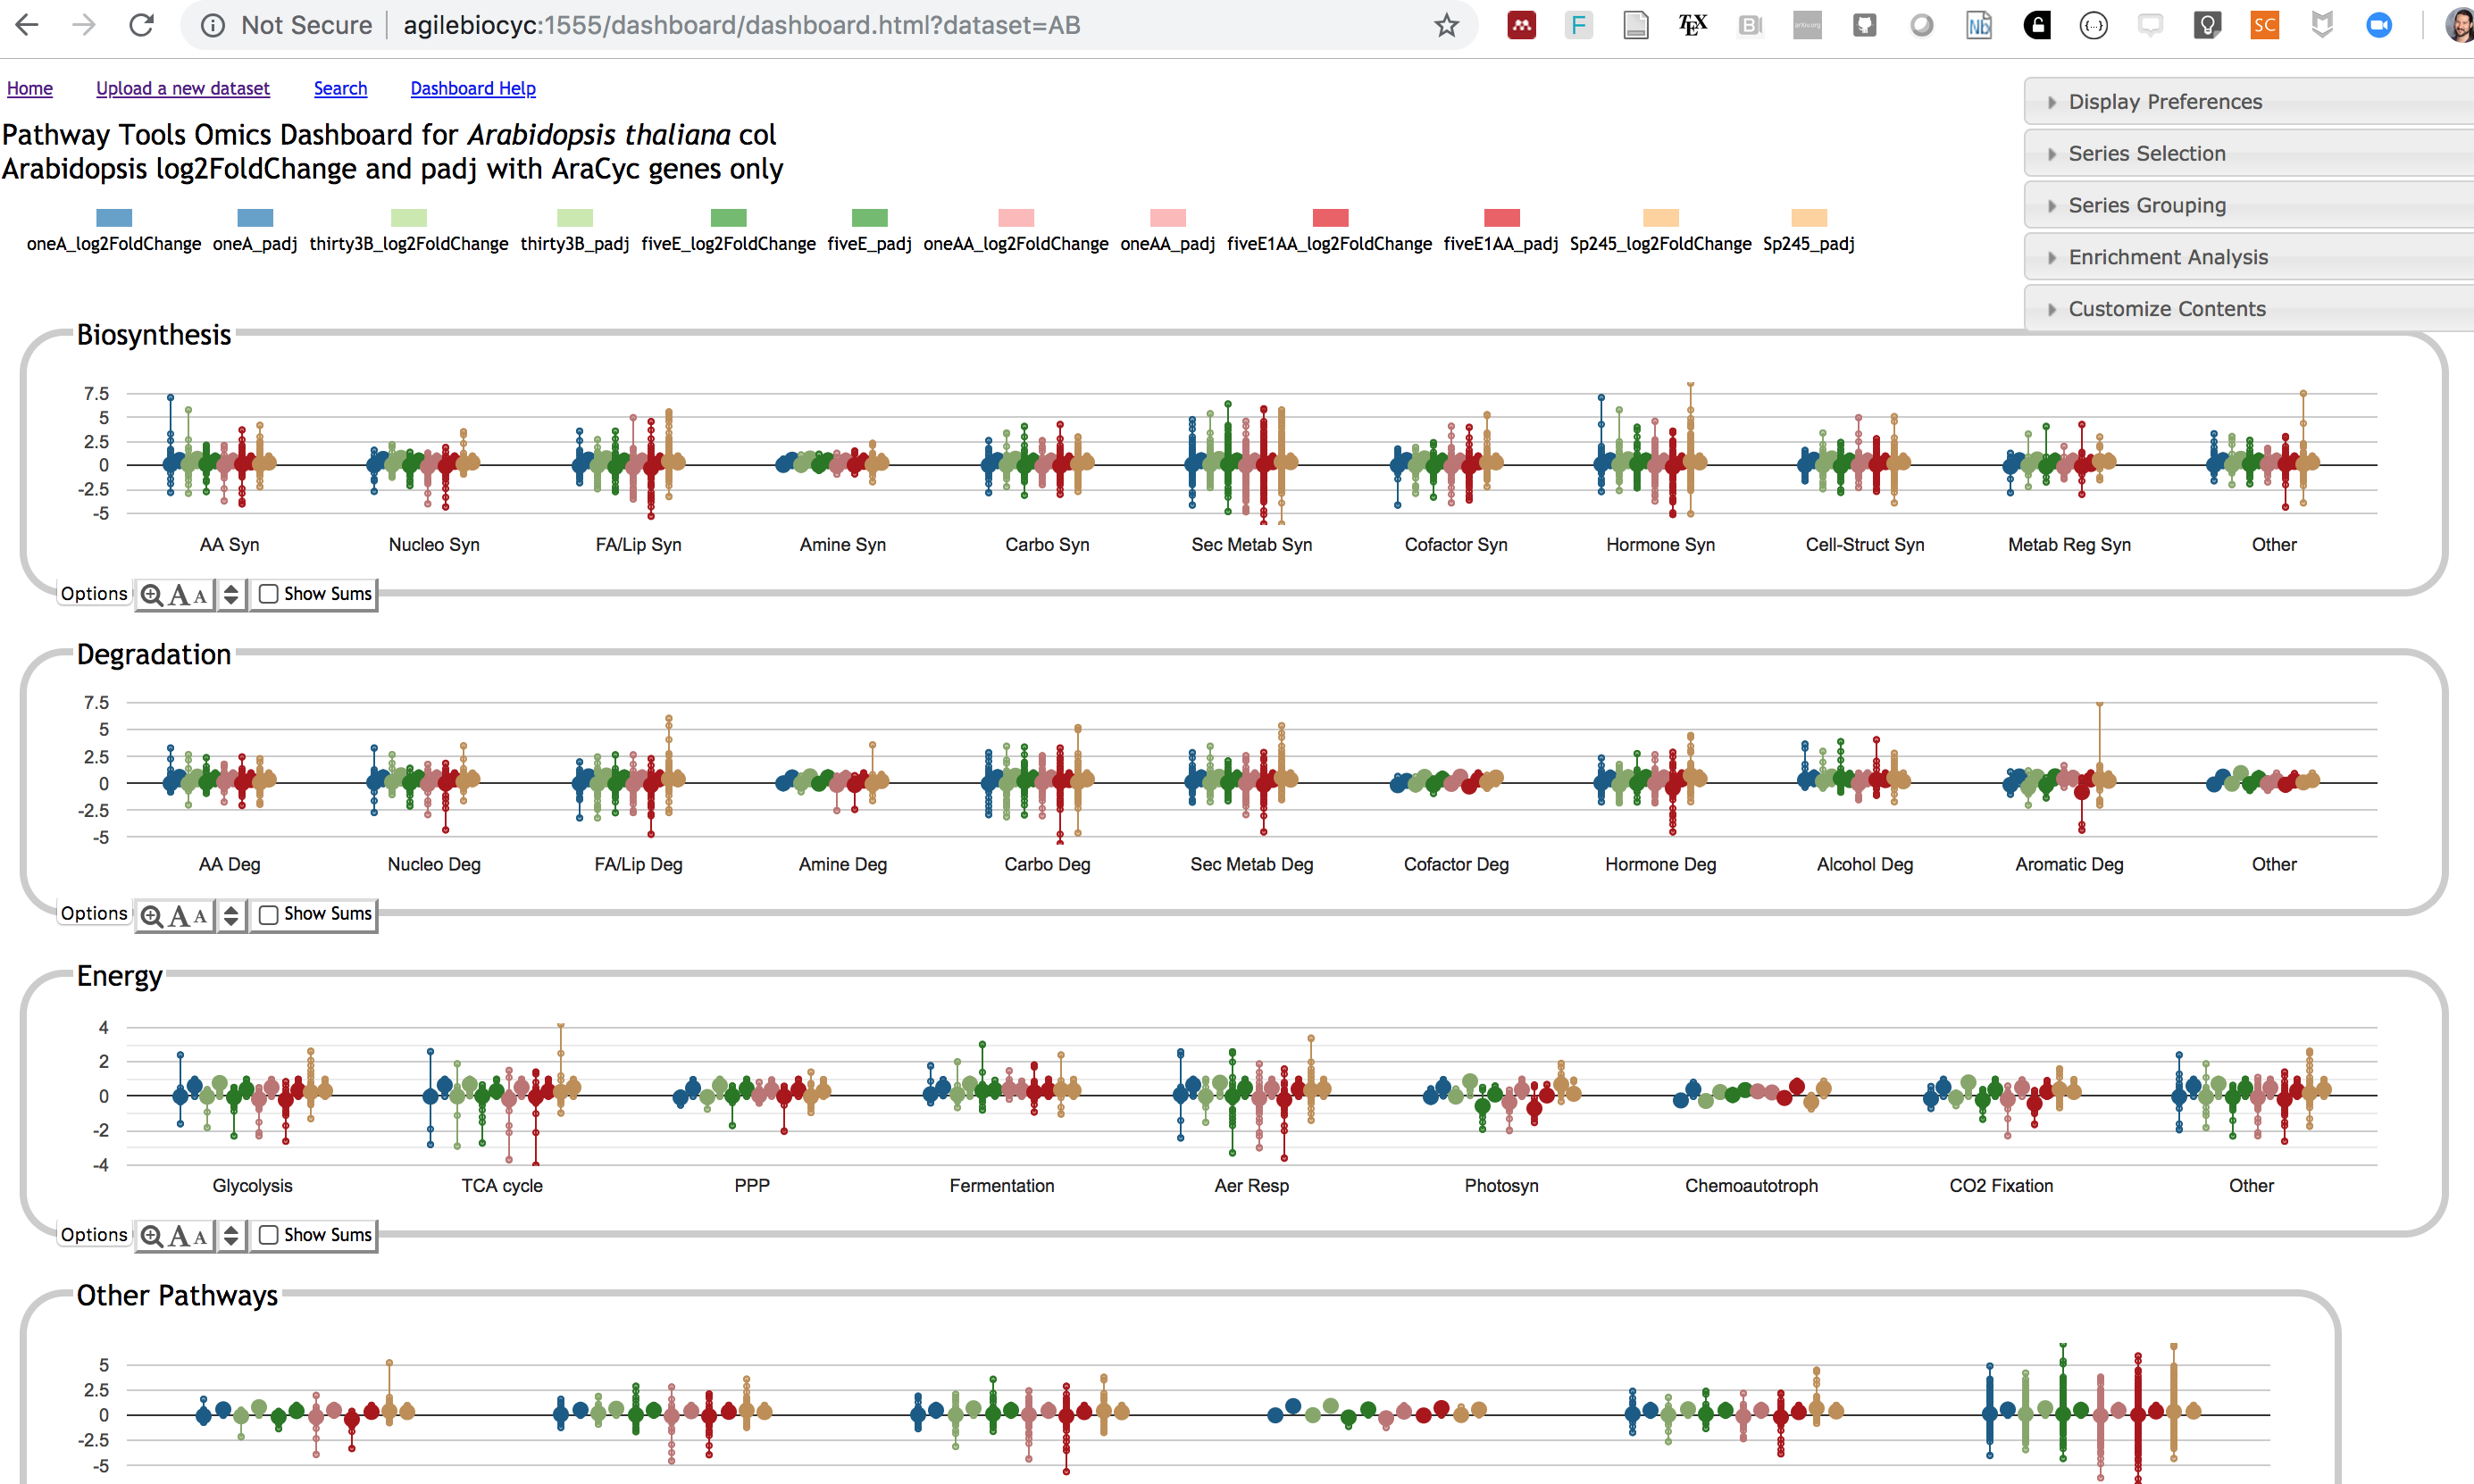 Not Secure agilebiocyc:1555/dashboard/dashboard.html?dataset=AB
F TEX B Nb {...} SC
Home Upload a new dataset Search Dashboard Help
Pathway Tools Omics Dashboard for Arabidopsis thaliana col
Arabidopsis log2FoldChange and padj with AraCyc genes only
Display Preferences
Series Selection
Series Grouping
Enrichment Analysis
Customize Contents
oneA_log2FoldChange oneA_padj thirty3B_log2FoldChange thirty3B_padj fiveE_log2FoldChange fiveE_padj oneAA_log2FoldChange oneAA_padj fiveE1AA_log2FoldChange fiveE1AA_padj Sp245_log2FoldChange Sp245_padj
Biosynthesis
7.5
5
2.5
0
-2.5
-5
AA Syn Nucleo Syn FA/Lip Syn Amine Syn Carbo Syn Sec Metab Syn Cofactor Syn Hormone Syn Cell-Struct Syn Metab Reg Syn Other
Options A A Show Sums
Degradation
7.5
5
2.5
0
-2.5
-5
AA Deg Nucleo Deg FA/Lip Deg Amine Deg Carbo Deg Sec Metab Deg Cofactor Deg Hormone Deg Alcohol Deg Aromatic Deg Other
Options A A Show Sums
Energy
4
2
0
-2
-4
Glycolysis TCA cycle PPP Fermentation Aer Resp Photosyn Chemoautotroph CO2 Fixation Other
Options A A Show Sums
Other Pathways
5
2.5
0
-2.5
-5